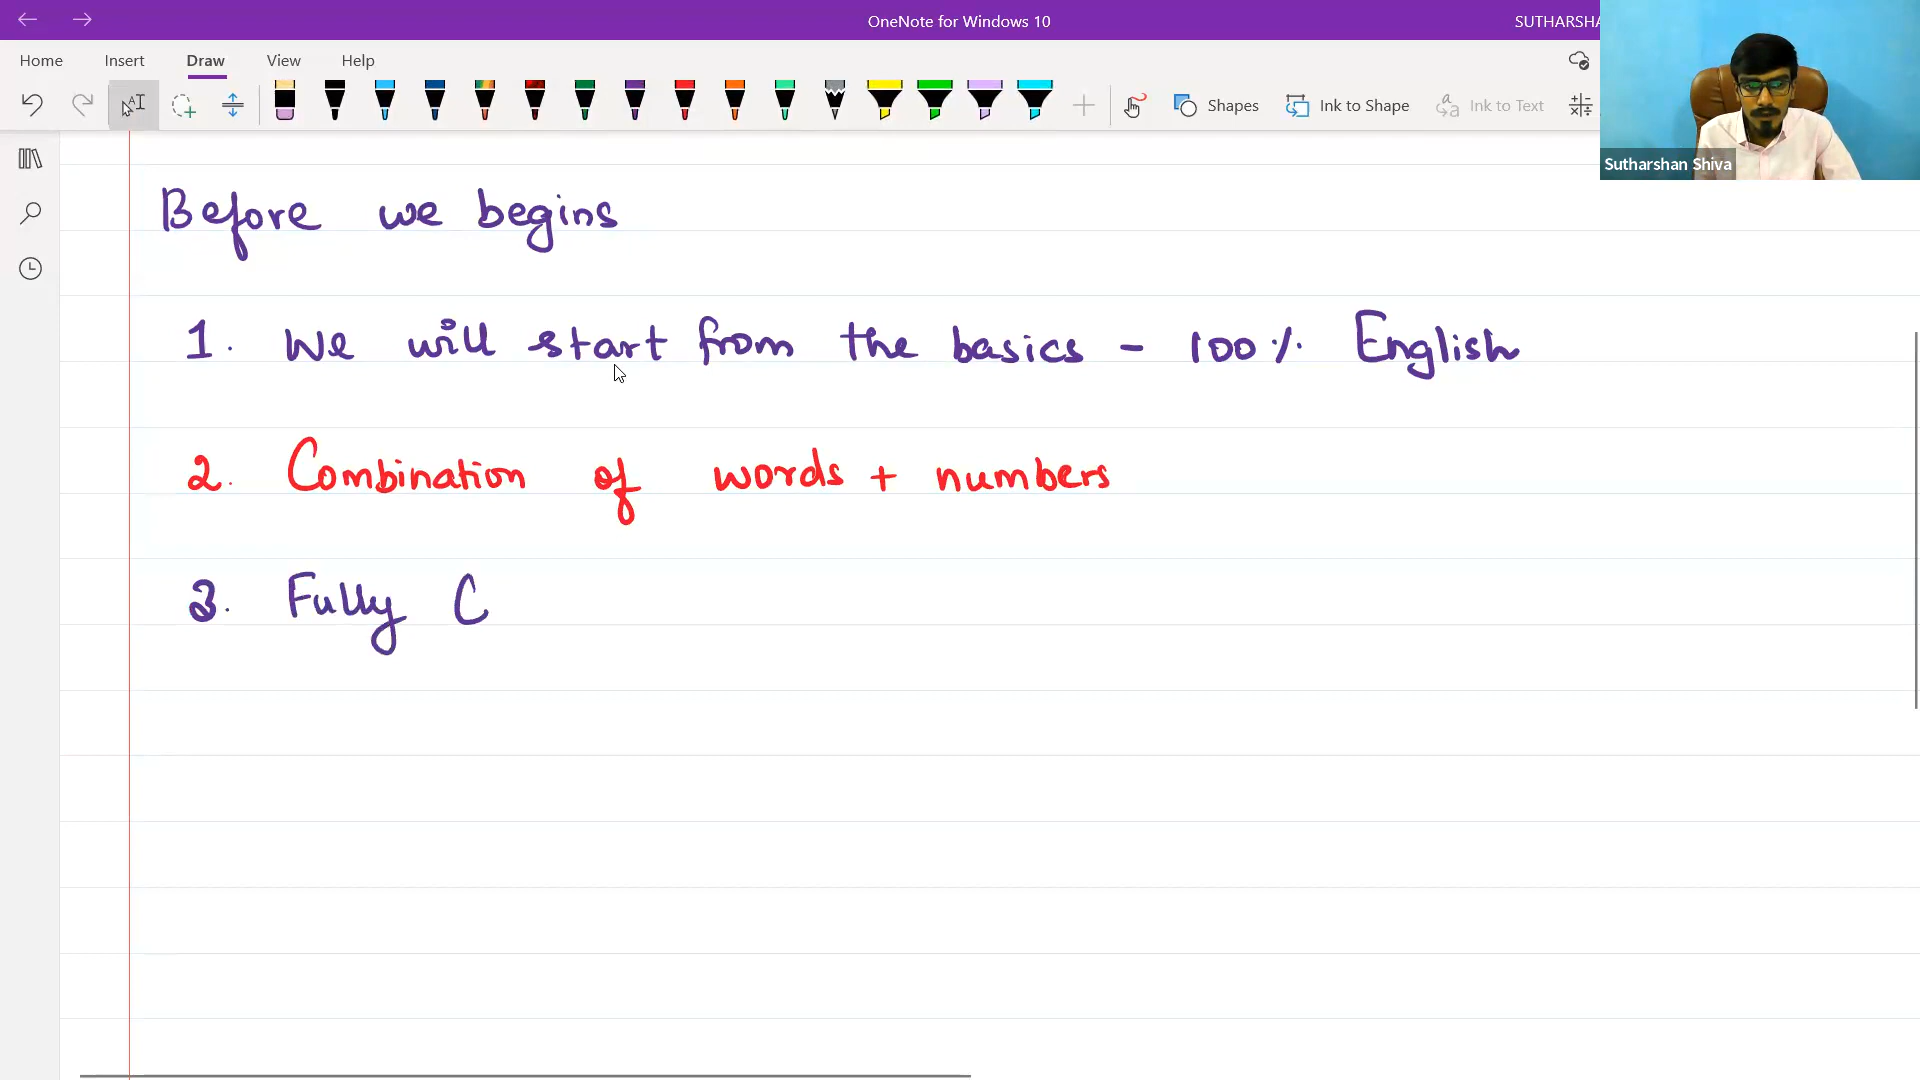 OneNote for Windows 10
SUTHARSHA
Home Insert Draw View Help
Shapes Ink to Shape Ink to Text
Sutharshan Shiva
Before we begins
1. We will start from the basics - 100% English
2. Combination of words + numbers
3. Fully C